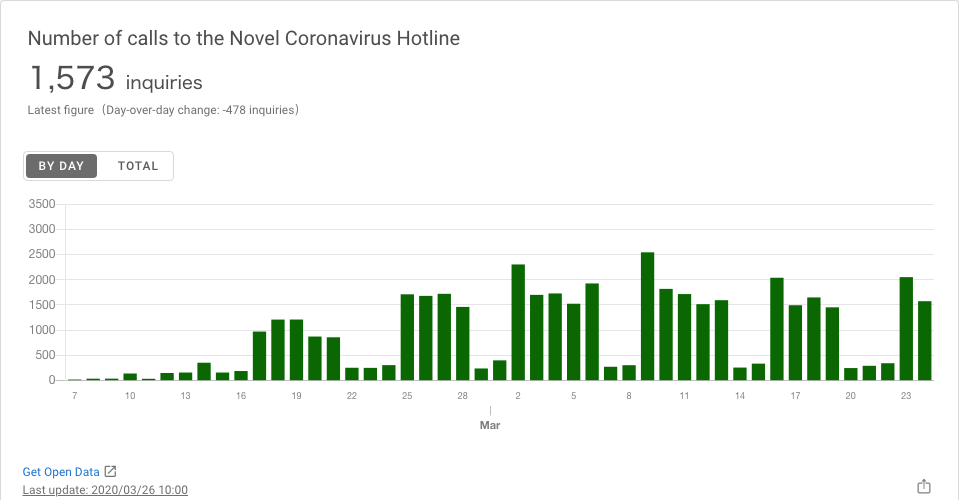 Number of calls to the Novel Coronavirus Hotline
1,573 inquiries
Latest figure（Day-over-day change: -478 inquiries）
BY DAY TOTAL
3500
3000
2500
2000
1500
1000
500
0
7 10 13 16 19 22 25 28 2 5 8 11 14 17 20 23
Mar
Get Open Data
Last update: 2020/03/26 10:00